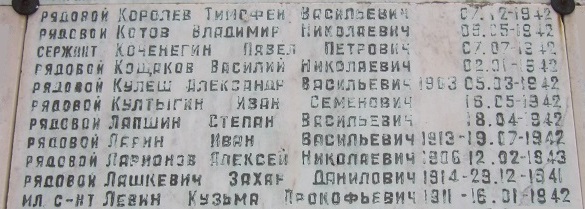 РЯДОВОЙ КОРОЛЕВ ТИМОФЕЙ ВАСИЛЬЕВИЧ 07.12-1942
РЯДОВОЙ КОТОВ ВЛАДИМИР НИКОЛАЕВИЧ 09.05-1942
СЕРЖАНТ КОЧЕНЕГИН ПАВЕЛ ПЕТРОВИЧ 07.07-1942
РЯДОВОЙ КОЩАКОВ ВАСИЛИЙ НИКОЛАЕВИЧ 02.01-1942
РЯДОВОЙ КУЛЕШ АЛЕКСАНДР ВАСИЛЬЕВИЧ 1903 05.03-1942
РЯДОВОЙ КУЛТЫГИН ИВАН СЕМЕНОВИЧ 16.05-1942
РЯДОВОЙ ЛАПШИН СТЕПАН ВАСИЛЬЕВИЧ 18.04-1942
РЯДОВОЙ ЛАРИН ИВАН ВАСИЛЬЕВИЧ 1913-19.07-1942
РЯДОВОЙ ЛАРИОНОВ АЛЕКСЕЙ НИКОЛАЕВИЧ 1906 12.02-1943
РЯДОВОЙ ЛАШКЕВИЧ ЗАХАР ДАНИЛОВИЧ 1914-29.12-1941
МЛ. С-НТ ЛЕВИН КУЗЬМА ПРОКОФЬЕВИЧ 1911-16.01-1942